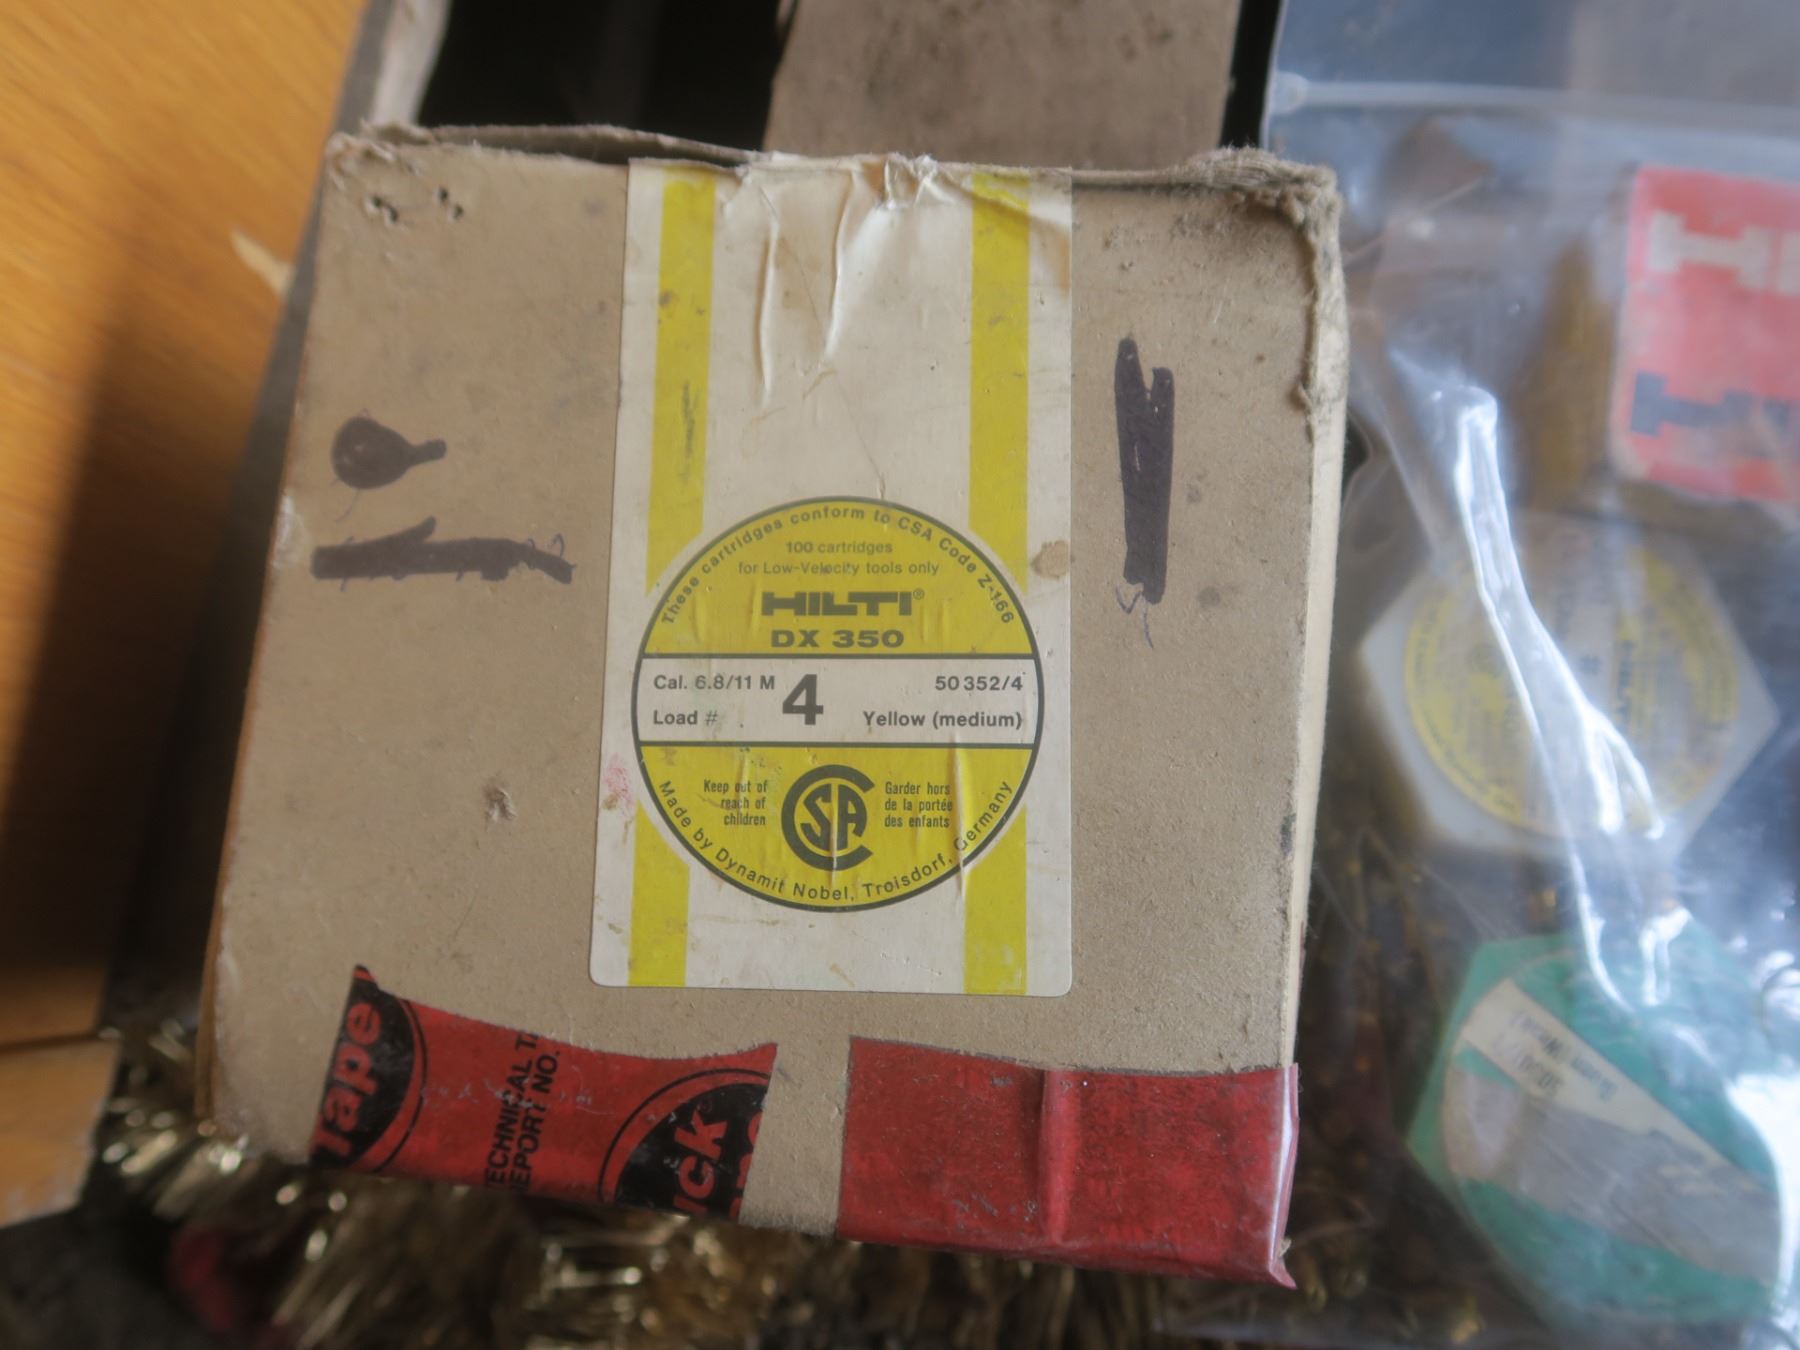 These cartridges conform to CSA Code Z-166
100 cartridges
for Low-Velocity tools only
HILTI®
DX 350
Cal. 6.8/11 M
Load #
4
50 352/4
Yellow (medium)
Keep out of
reach of
children
CSA
Garder hors
de la portée
des enfants
Made by Dynamit Nobel, Troisdorf, Germany
Tape
TECHNICAL
REPORT NO.
HILTI